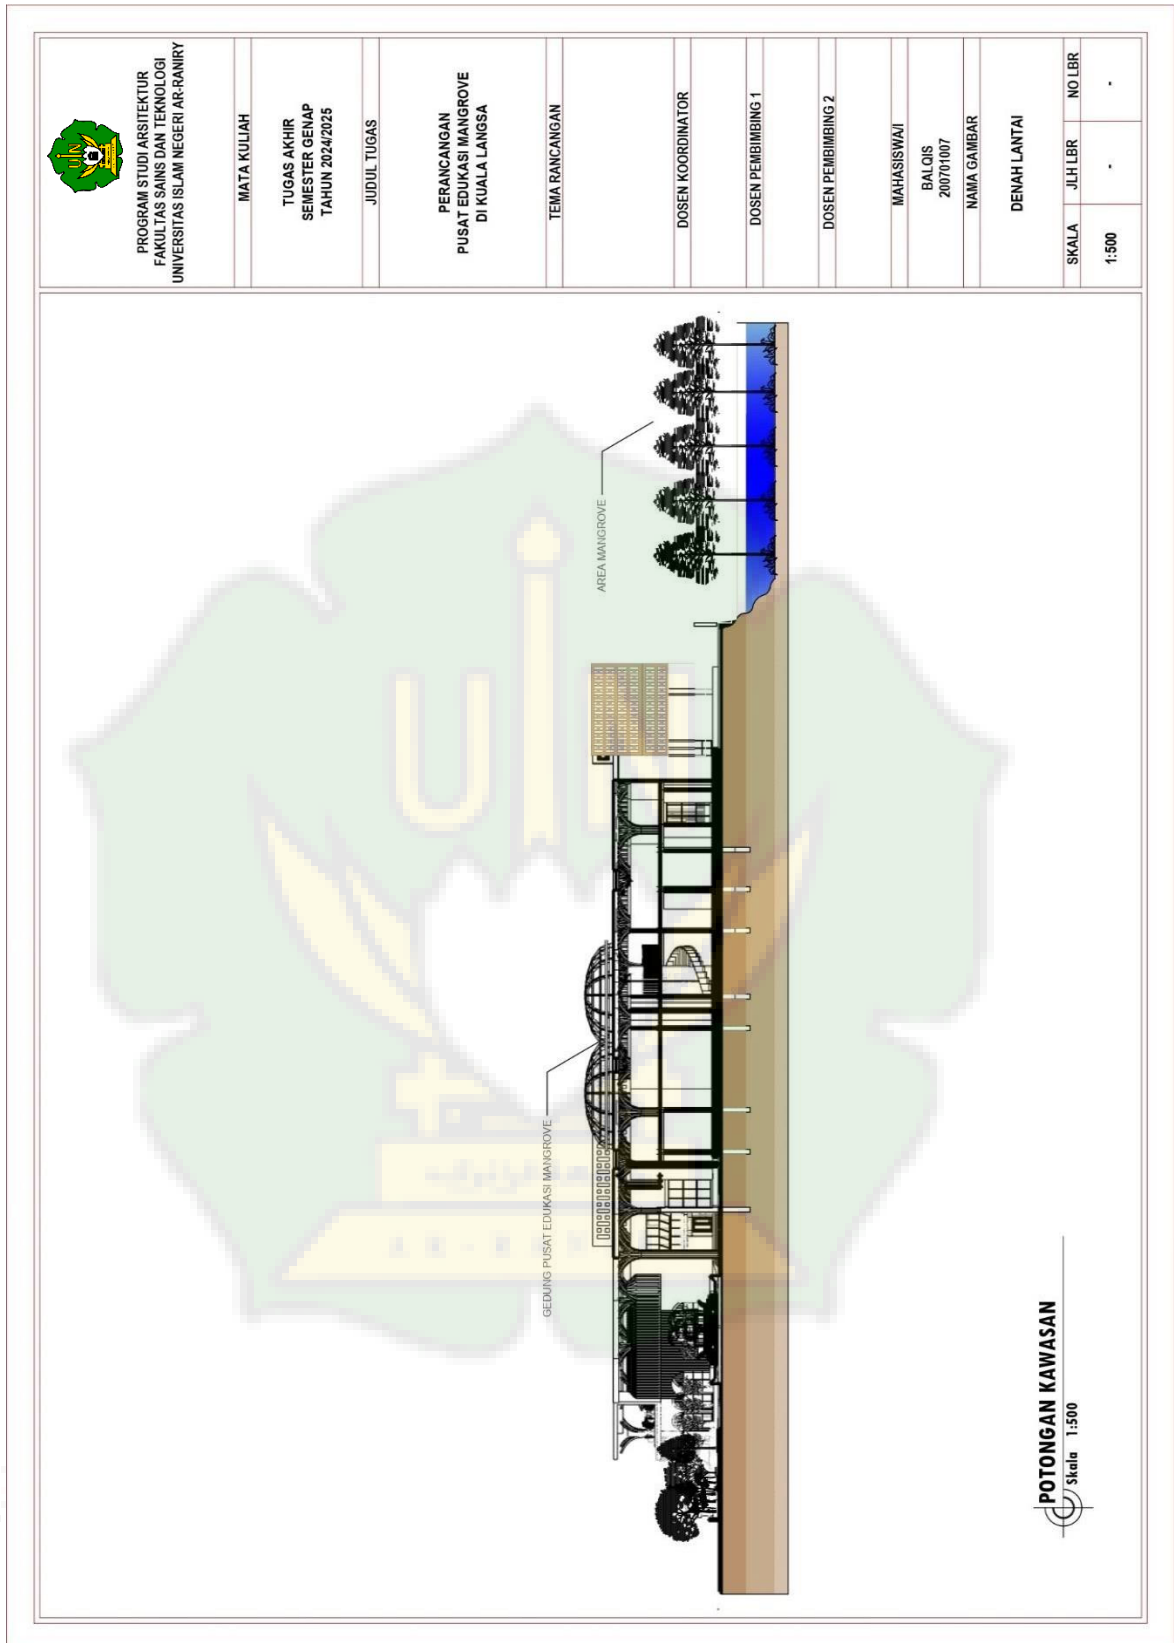 UIN
PROGRAM STUDI ARSITEKTUR
FAKULTAS SAINS DAN TEKNOLOGI
UNIVERSITAS ISLAM NEGERI AR-RANIRY
MATA KULIAH
TUGAS AKHIR
SEMESTER GENAP
TAHUN 2024/2025
JUDUL TUGAS
PERANCANGAN
PUSAT EDUKASI MANGROVE
DI KUALA LANGSA
TEMA RANCANGAN
DOSEN KOORDINATOR
DOSEN PEMBIMBING 1
DOSEN PEMBIMBING 2
MAHASISWA/I
BALQIS
200701007
NAMA GAMBAR
DENAH LANTAI
SKALA JLH LBR NO LBR
1:500 - -
GEDUNG PUSAT EDUKASI MANGROVE
AREA MANGROVE
UIN
POTONGAN KAWASAN
Skala 1:500